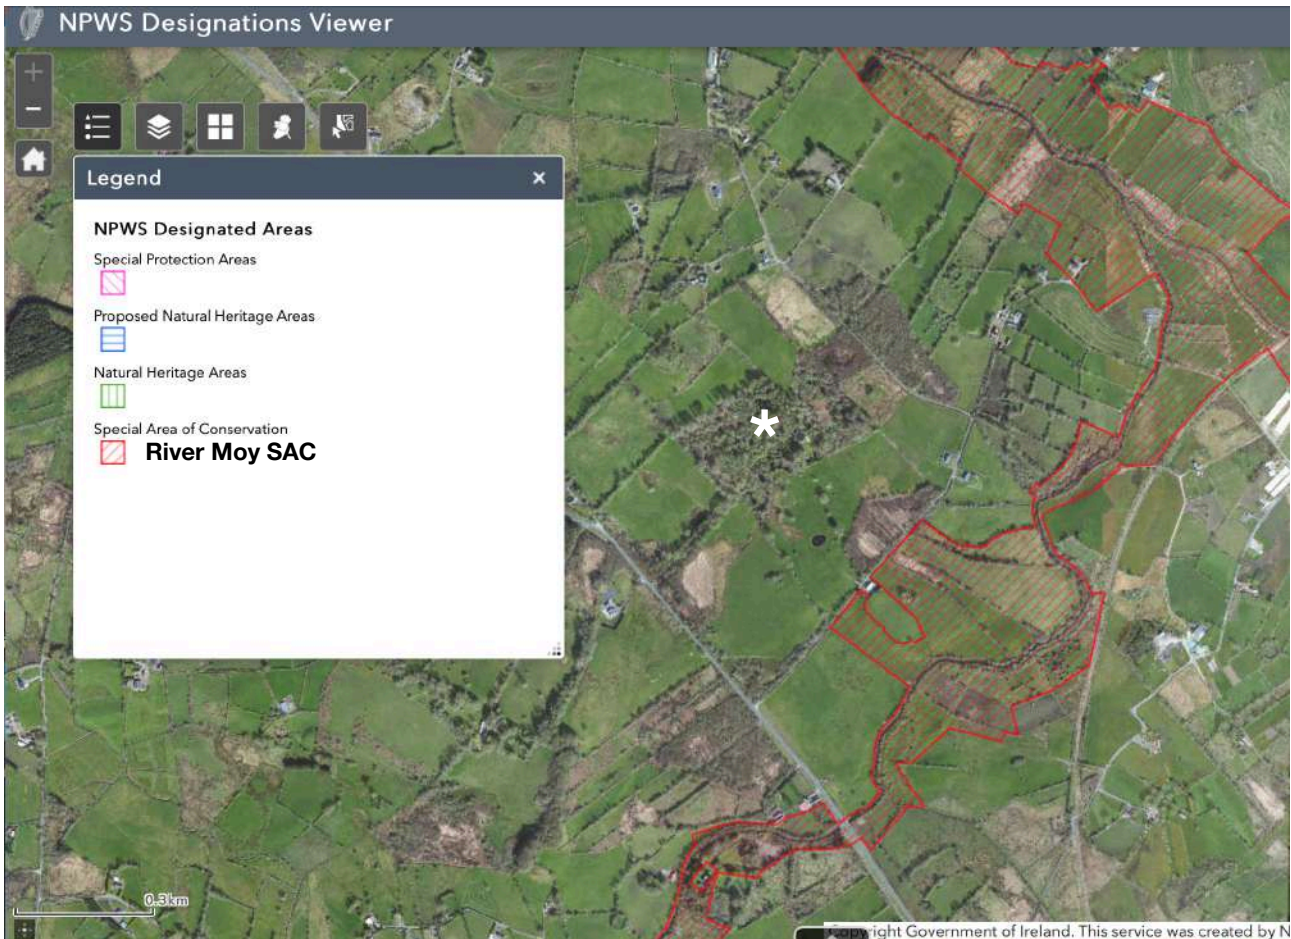 NPWS Designations Viewer
Legend
NPWS Designated Areas
Special Protection Areas
Proposed Natural Heritage Areas
Natural Heritage Areas
Special Area of Conservation
River Moy SAC
*
0.3km
Copyright Government of Ireland. This service was created by N